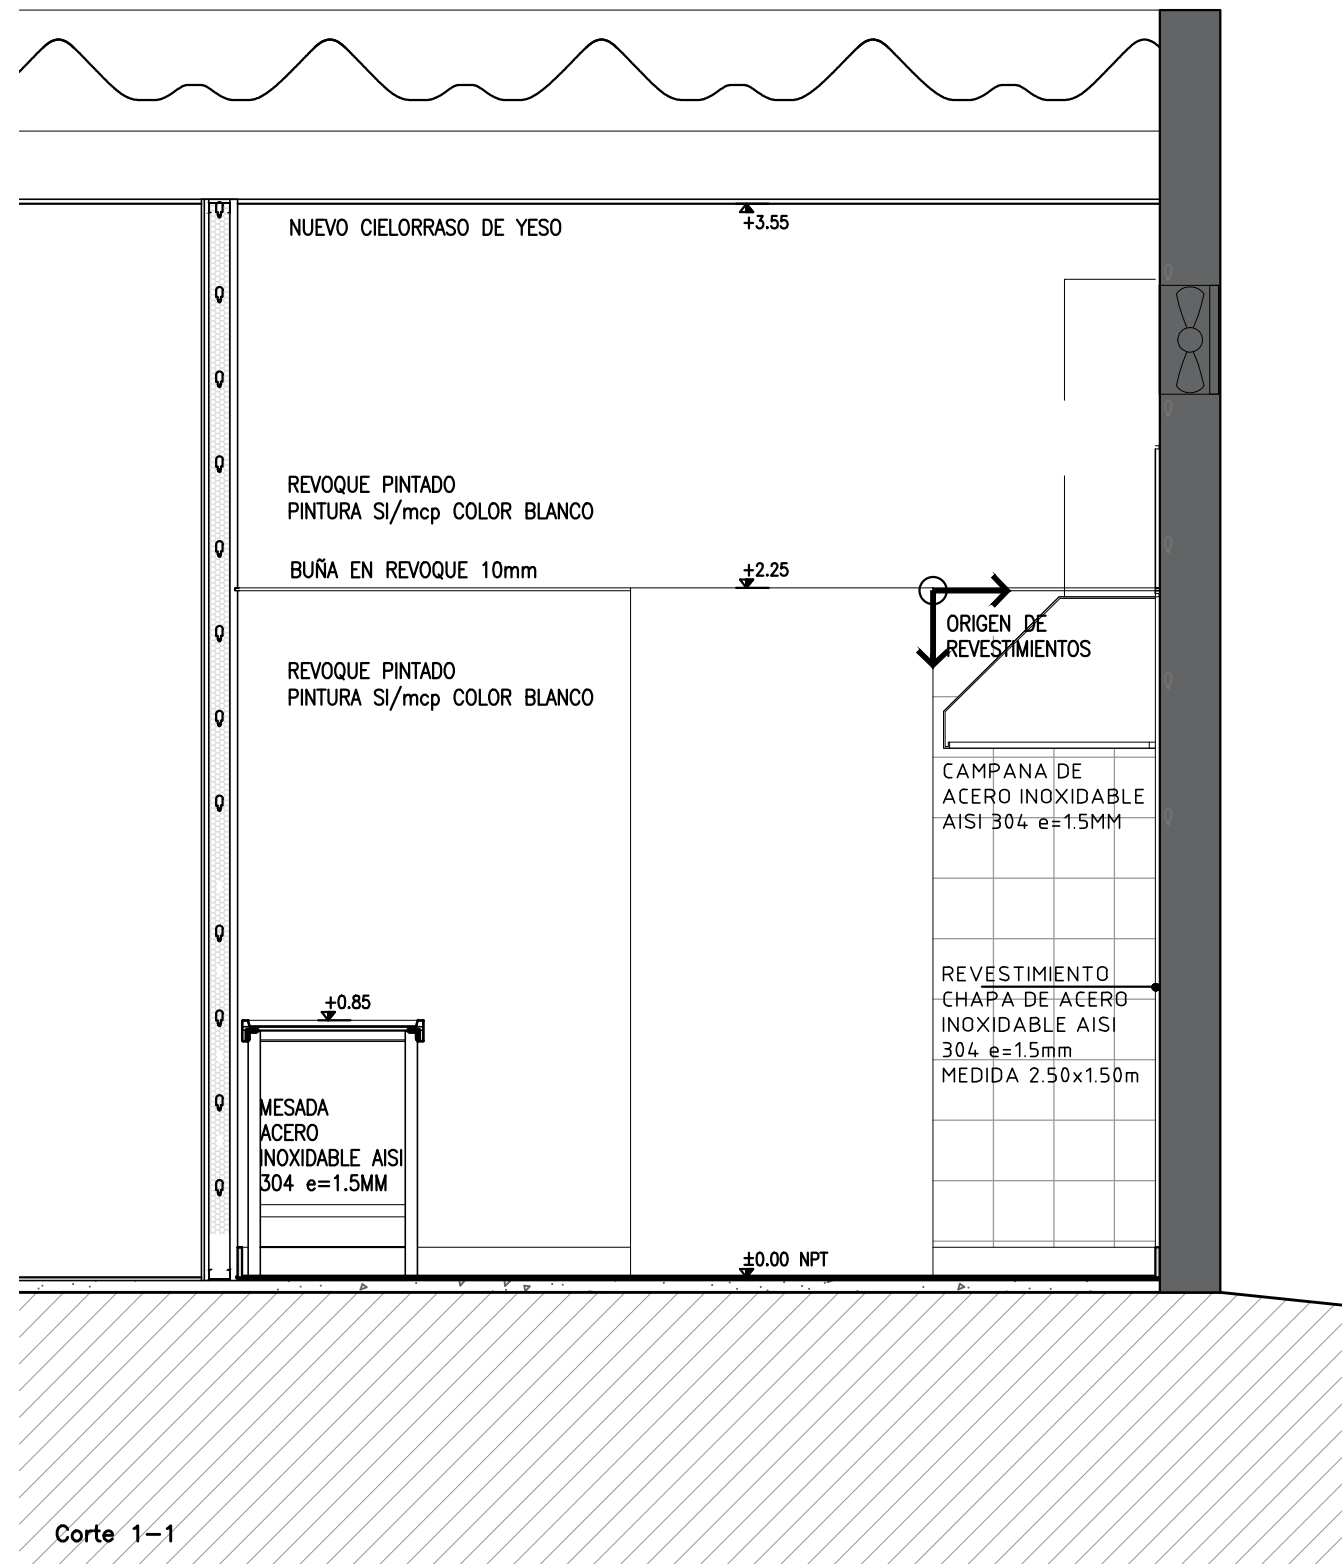 NUEVO CIELORRASO DE YESO
+3.55
REVOQUE PINTADO
PINTURA SI/mcp COLOR BLANCO
BUÑA EN REVOQUE 10mm
+2.25
ORIGEN DE
REVESTIMIENTOS
REVOQUE PINTADO
PINTURA SI/mcp COLOR BLANCO
CAMPANA DE
ACERO INOXIDABLE
AISI 304 e=1.5MM
REVESTIMIENTO
CHAPA DE ACERO
INOXIDABLE AISI
304 e=1.5mm
MEDIDA 2.50x1.50m
+0.85
MESADA
ACERO
INOXIDABLE AISI
304 e=1.5MM
±0.00 NPT
Corte 1-1